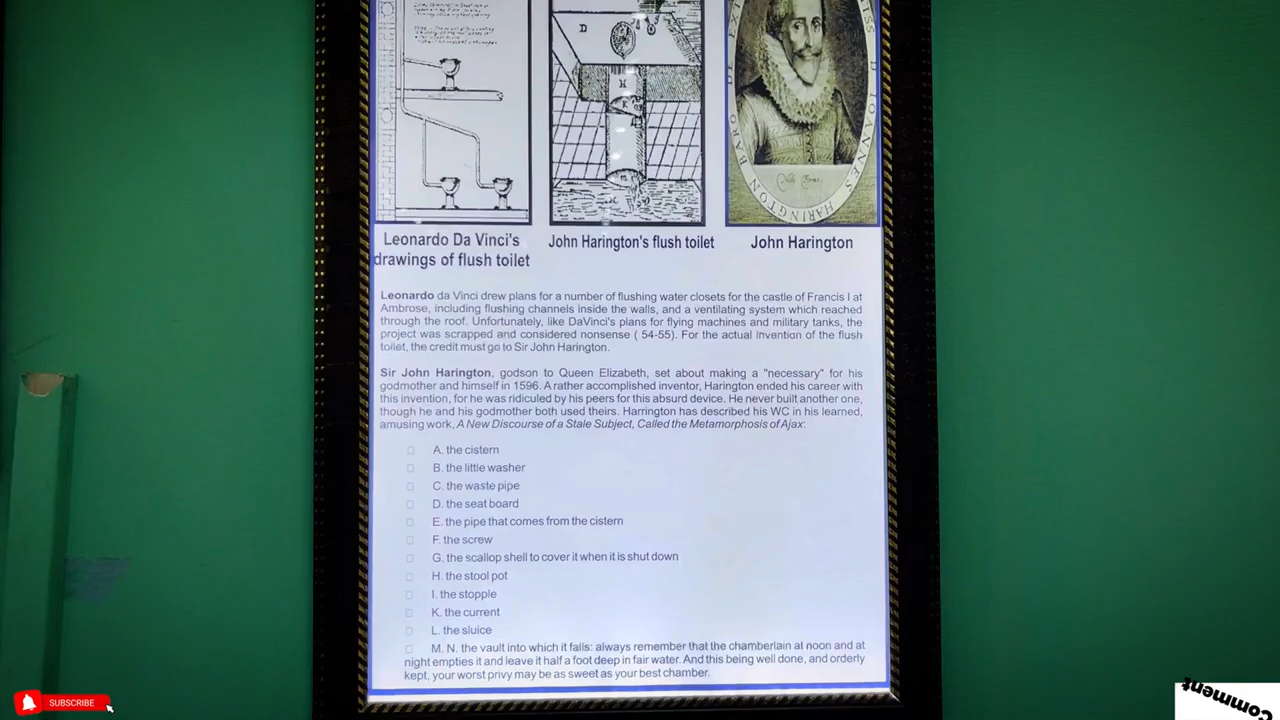 Leonardo Da Vinci's
drawings of flush toilet
John Harington's flush toilet
John Harington
Leonardo da Vinci drew plans for a number of flushing water closets for the castle of Francis I at
Ambrose, including flushing channels inside the walls, and a ventilating system which reached
through the roof. Unfortunately, like DaVinci's plans for flying machines and military tanks, the
project was scrapped and considered nonsense ( 54-55). For the actual Invention of the flush
toilet, the credit must go to Sir John Harington.
Sir John Harington, godson to Queen Elizabeth, set about making a "necessary" for his
godmother and himself in 1596. A rather accomplished inventor, Harington ended his career with
this invention, for he was ridiculed by his peers for this absurd device. He never built another one,
though he and his godmother both used theirs. Harrington has described his WC in his learned,
amusing work, A New Discourse of a Stale Subject, Called the Metamorphosis of Ajax:
A. the cistern
B. the little washer
C. the waste pipe
D. the seat board
E. the pipe that comes from the cistern
F. the screw
G. the scallop shell to cover it when it is shut down
H. the stool pot
I. the stopple
K. the current
L. the sluice
M. N. the vault into which it falls: always remember that the chamberlain at noon and at
night empties it and leave it half a foot deep in fair water. And this being well done, and orderly
kept, your worst privy may be as sweet as your best chamber.
D
H
HARINGTON BARO
IOANNES
SUBSCRIBE
Comment